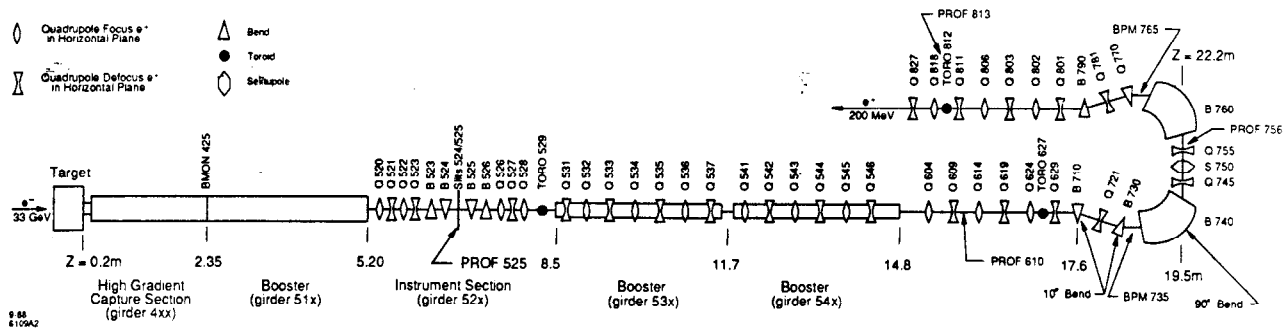 Quadrupole Focus e⁺
in Horizontal Plane
Quadrupole Defocus e⁺
in Horizontal Plane
Bend
Toroid
Sextupole
PROF 813
BPM 765
Z = 22.2m
Q 827
Q 818
TORO 812
Q 811
Q 806
Q 803
Q 802
Q 801
B 790
Q 781
Q 770
e⁺
200 MeV
B 760
PROF 756
Q 755
S 750
Q 745
B 740
Target
e⁻
33 GeV
BMON 425
Q 520
Q 521
Q 522
Q 523
B 523
B 524
Slits 524/525
B 525
B 526
Q 526
Q 527
Q 528
TORO 529
Q 531
Q 532
Q 533
Q 534
Q 535
Q 536
Q 537
Q 541
Q 542
Q 543
Q 544
Q 545
Q 546
Q 604
Q 609
Q 614
Q 619
Q 624
TORO 627
Q 629
B 710
Q 721
B 730
Z = 0.2m
2.35
5.20
PROF 525
8.5
11.7
14.8
PROF 610
17.6
19.5m
10° Bend
BPM 735
90° Bend
High Gradient
Capture Section
(girder 4xx)
Booster
(girder 51x)
Instrument Section
(girder 52x)
Booster
(girder 53x)
Booster
(girder 54x)
9-88
6109A2